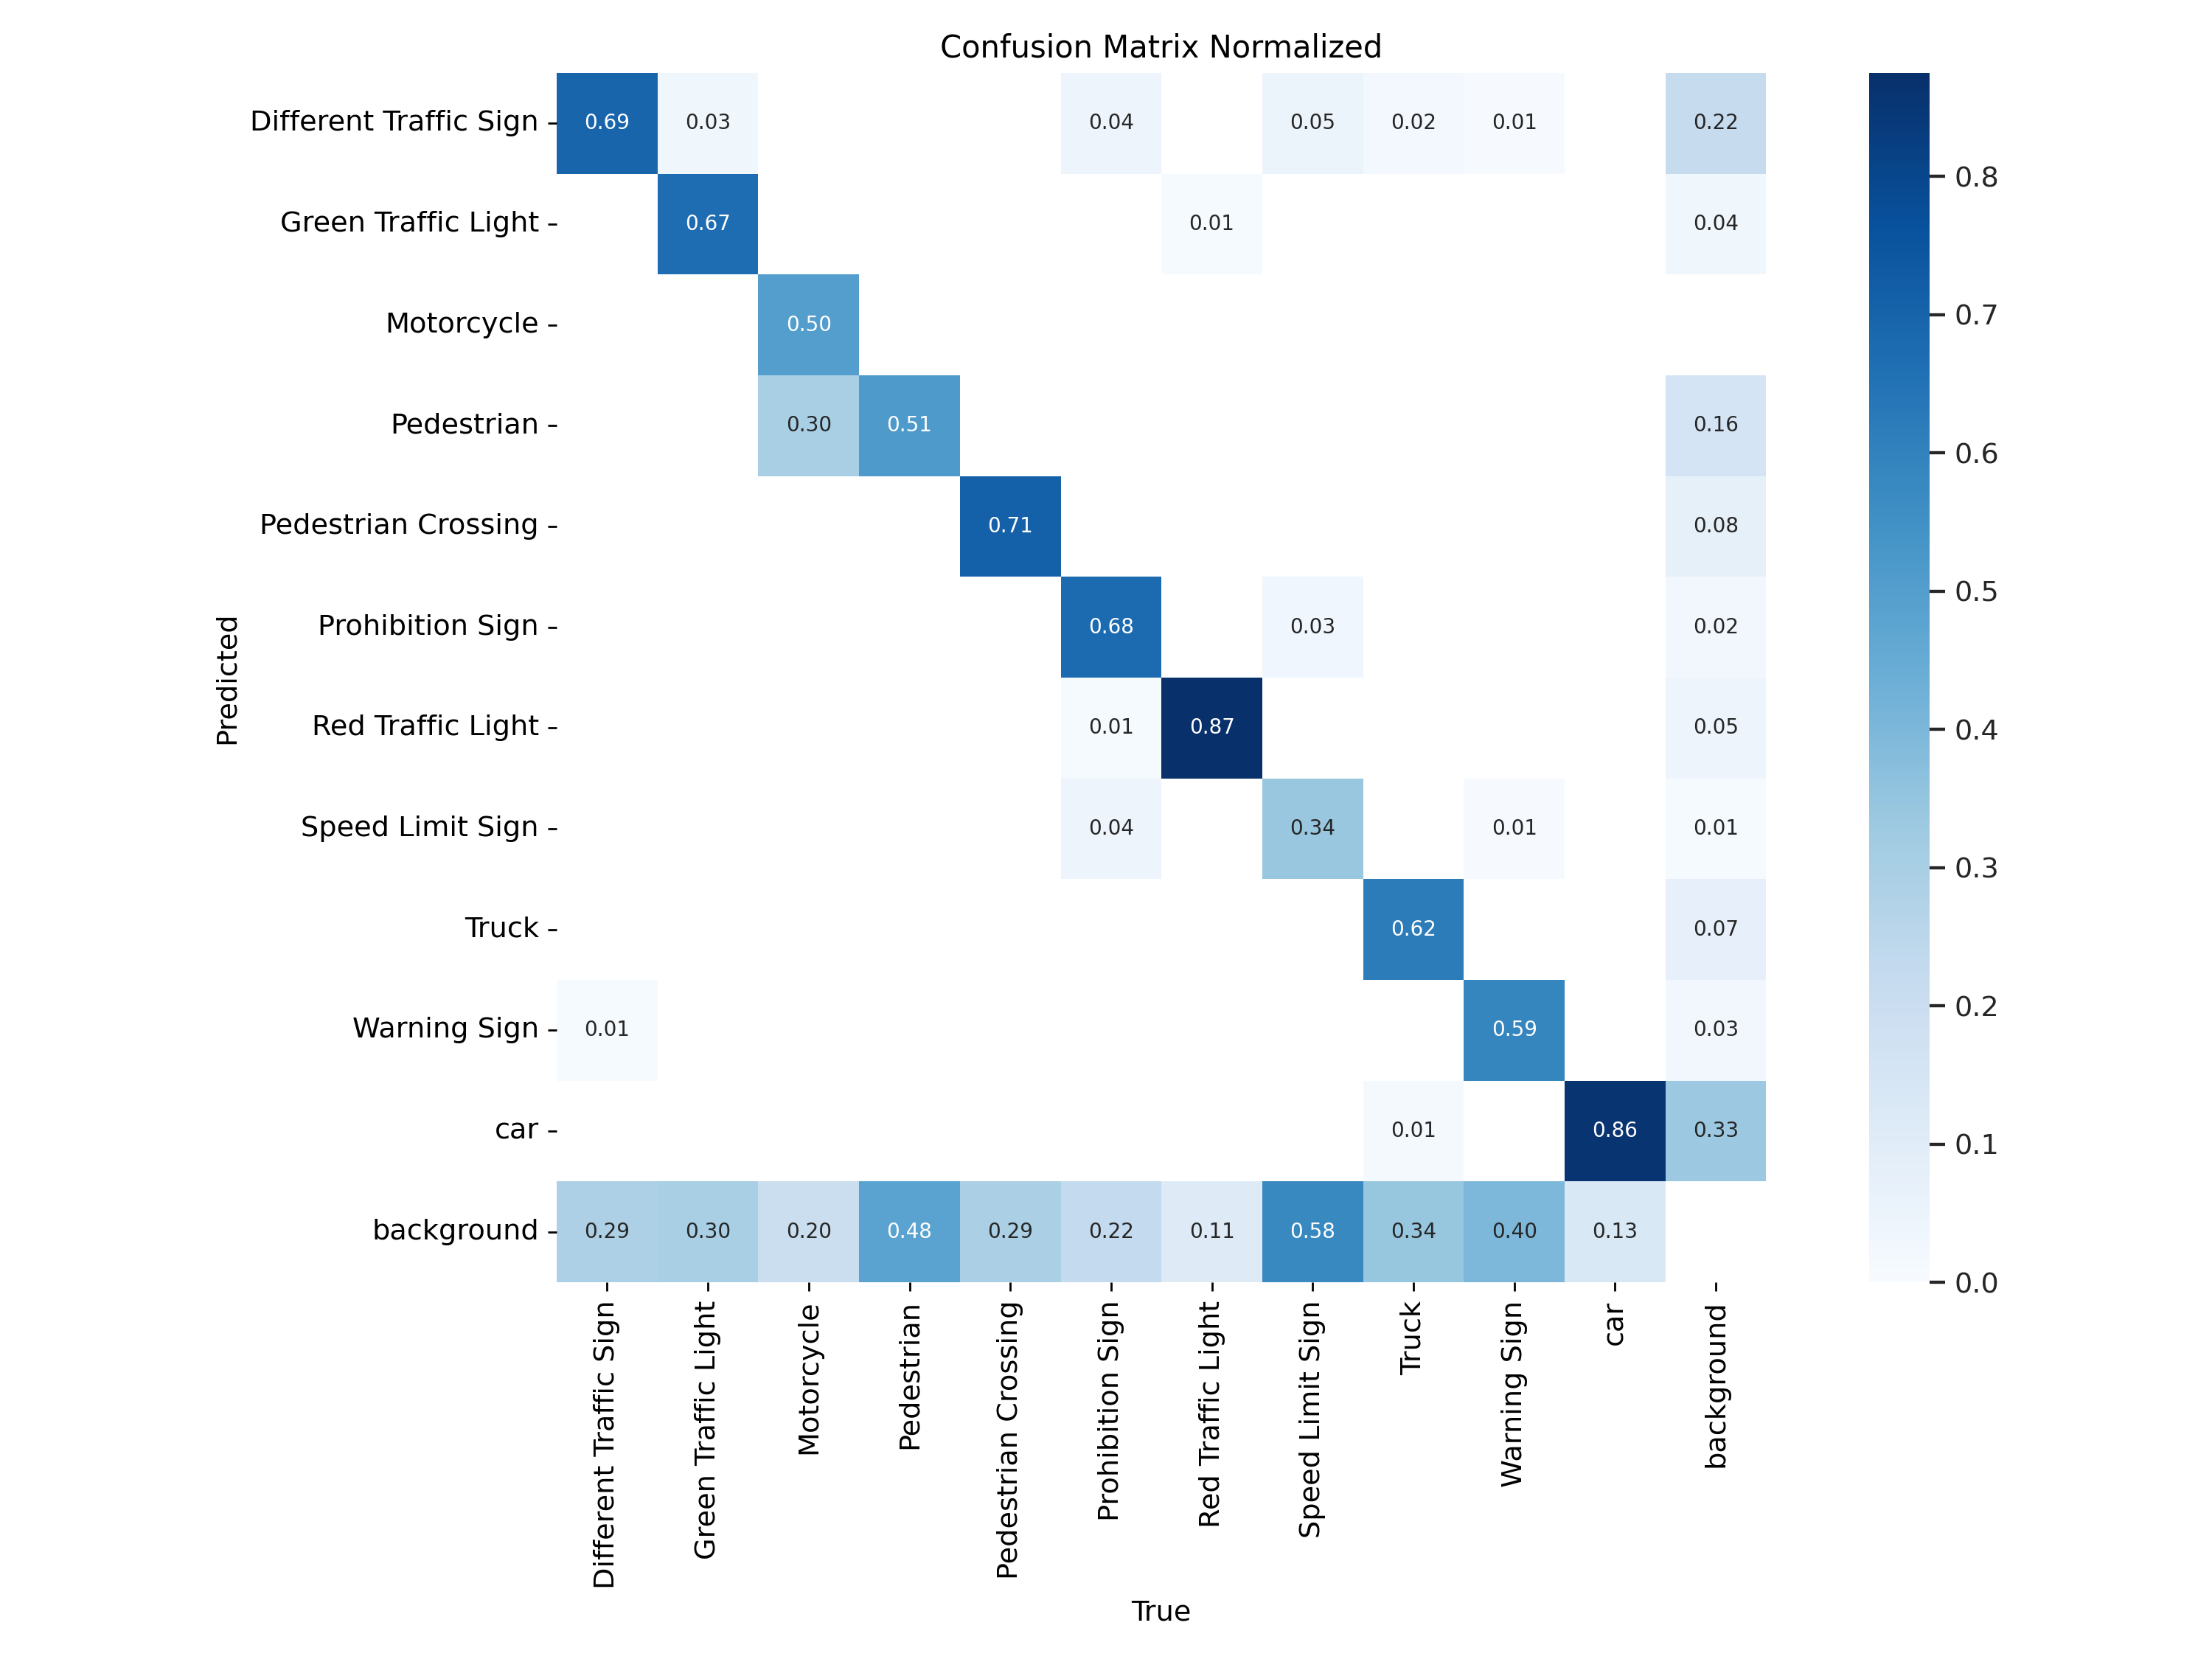 Confusion Matrix Normalized
Different Traffic Sign 0.69 0.03 0.04 0.05 0.02 0.01 0.22
Green Traffic Light 0.67 0.01 0.04
Motorcycle 0.50
Pedestrian 0.30 0.51 0.16
Pedestrian Crossing 0.71 0.08
Prohibition Sign 0.68 0.03 0.02
Red Traffic Light 0.01 0.87 0.05
Speed Limit Sign 0.04 0.34 0.01 0.01
Truck 0.62 0.07
Warning Sign 0.01 0.59 0.03
car 0.01 0.86 0.33
background 0.29 0.30 0.20 0.48 0.29 0.22 0.11 0.58 0.34 0.40 0.13
Predicted
Different Traffic Sign
Green Traffic Light
Motorcycle
Pedestrian
Pedestrian Crossing
Prohibition Sign
Red Traffic Light
Speed Limit Sign
Truck
Warning Sign
car
background
True
0.8
0.7
0.6
0.5
0.4
0.3
0.2
0.1
0.0